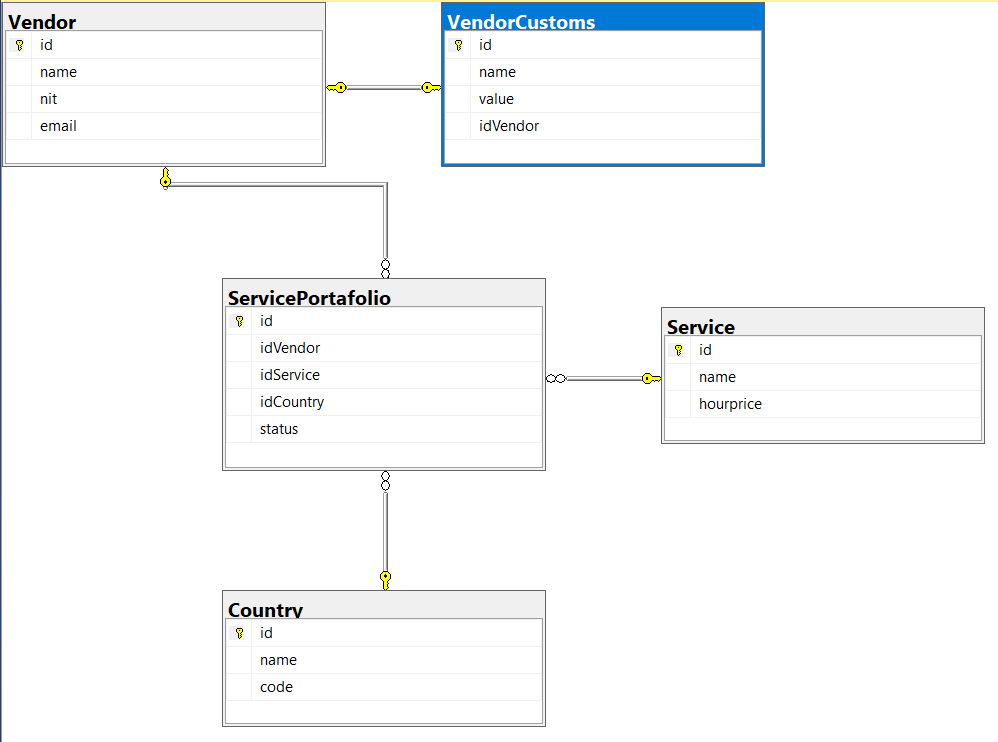 Vendor
id
name
nit
email
VendorCustoms
id
name
value
idVendor
ServicePortafolio
id
idVendor
idService
idCountry
status
Service
id
name
hourprice
Country
id
name
code